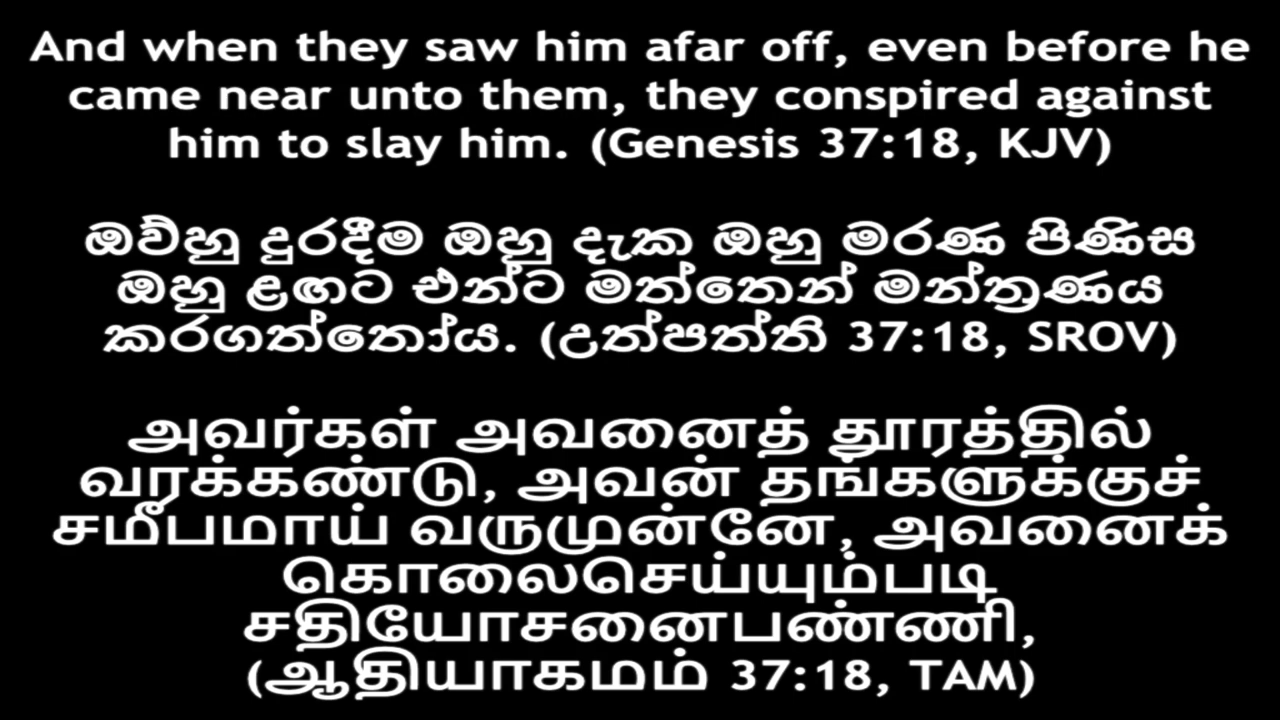 And when they saw him afar off, even before he
came near unto them, they conspired against
him to slay him. (Genesis 37:18, KJV)
ඔව්හු දුරදීම ඔහු දැක ඔහු මරණ පිණිස
ඔහු ළඟට එන්ට මත්තෙන් මන්ත්‍රණය
කරගත්තෝය. (උත්පත්ති 37:18, SROV)
அவர்கள் அவனைத் தூரத்தில்
வரக்கண்டு, அவன் தங்களுக்குச்
சமீபமாய் வருமுன்னே, அவனைக்
கொலைசெய்யும்படி
சதியோசனைபண்ணி,
(ஆதியாகமம் 37:18, TAM)